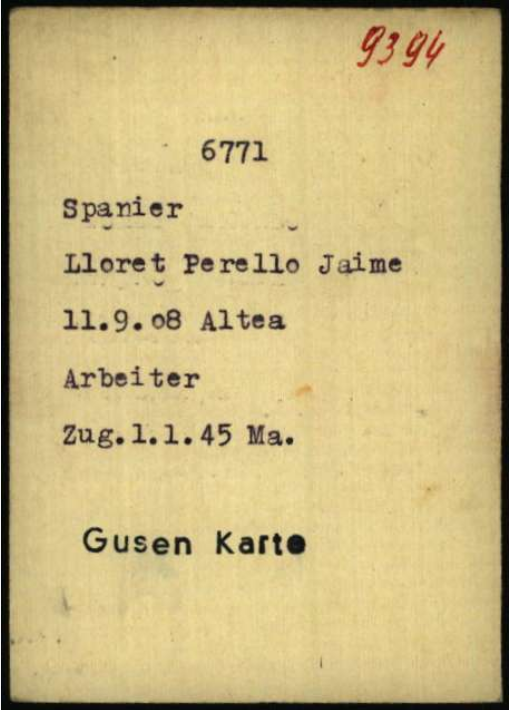 9394
6771
Spanier
Lloret Perello Jaime
11.9.08 Altea
Arbeiter
Zug.1.1.45 Ma.
Gusen Karte